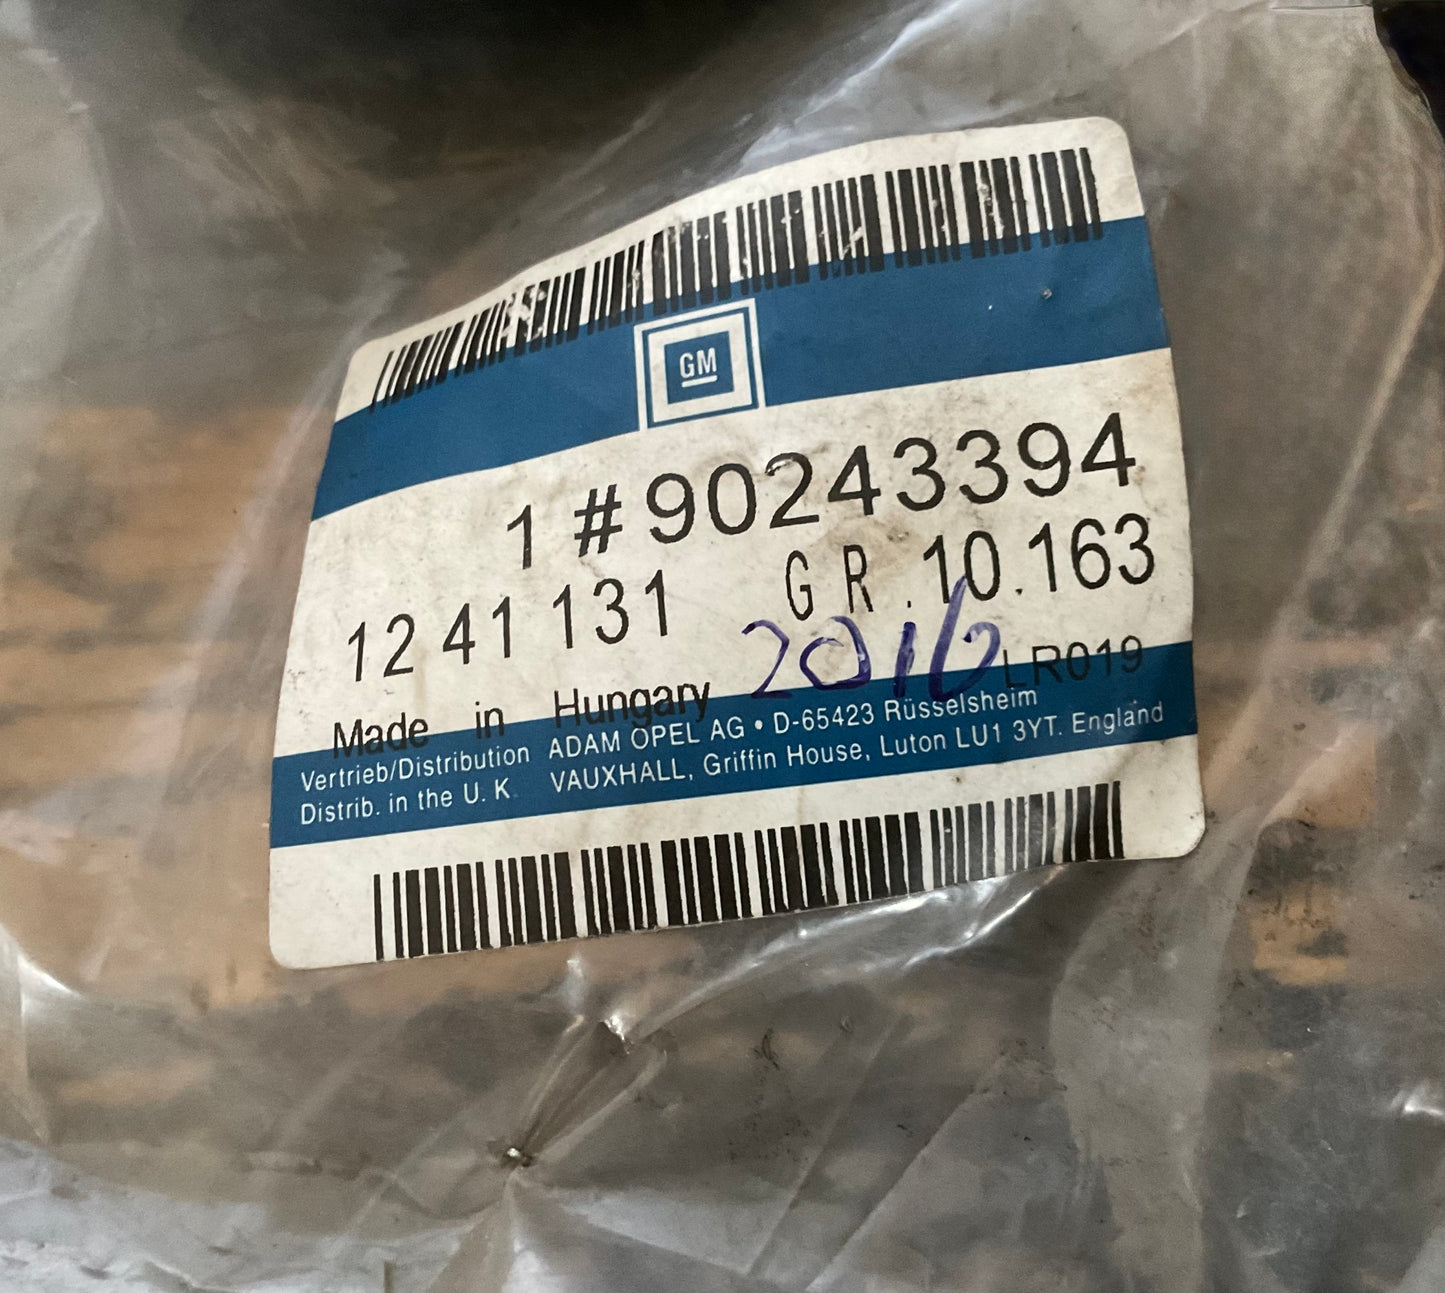 GM
1 #90243394
12 41 131 GR.10.163
2016
Made in Hungary LR019
Vertrieb/Distribution ADAM OPEL AG • D-65423 Rüsselsheim
Distrib. in the U. K. VAUXHALL, Griffin House, Luton LU1 3YT. England